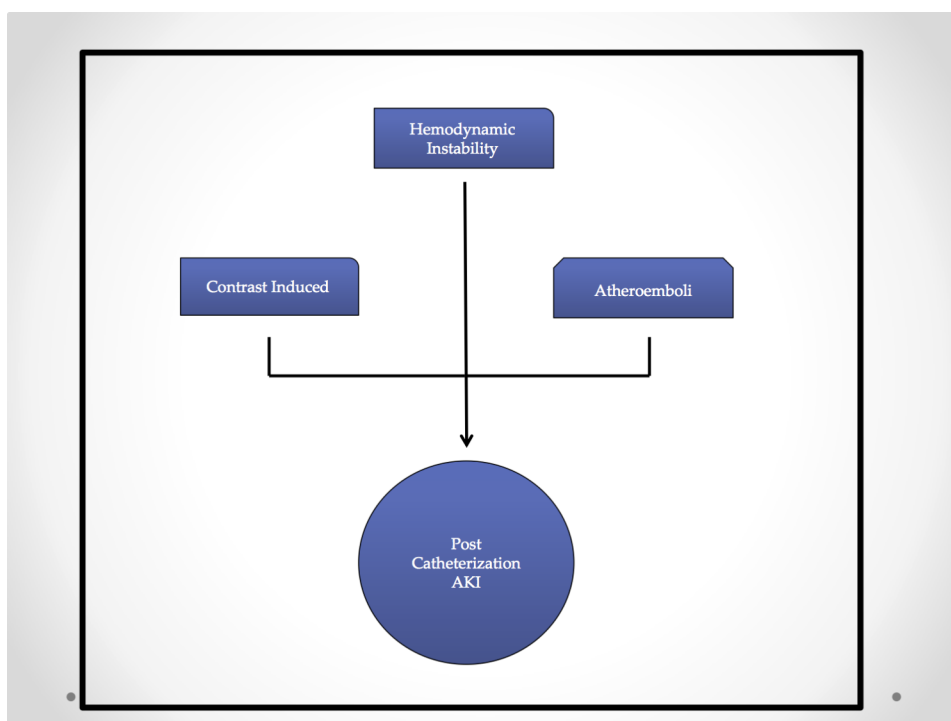 Hemodynamic
Instability
Contrast Induced
Atheroemboli
Post
Catheterization
AKI